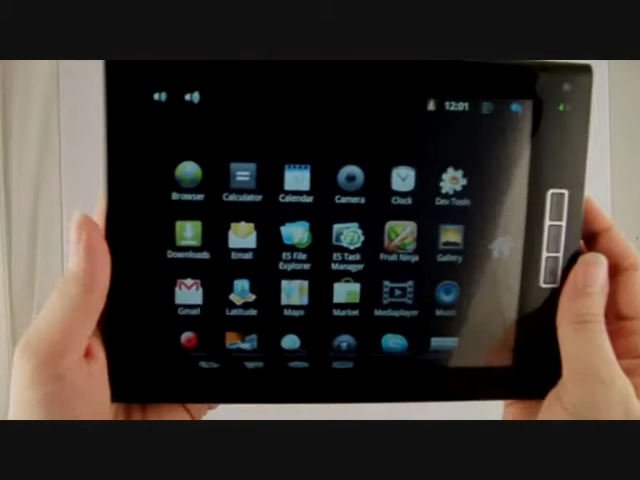 12:01
Browser Calculator Calendar Camera Clock Dev Tools
Downloads Email ES File Explorer ES Task Manager Fruit Ninja Gallery
Gmail Latitude Maps Market Mediaplayer Music